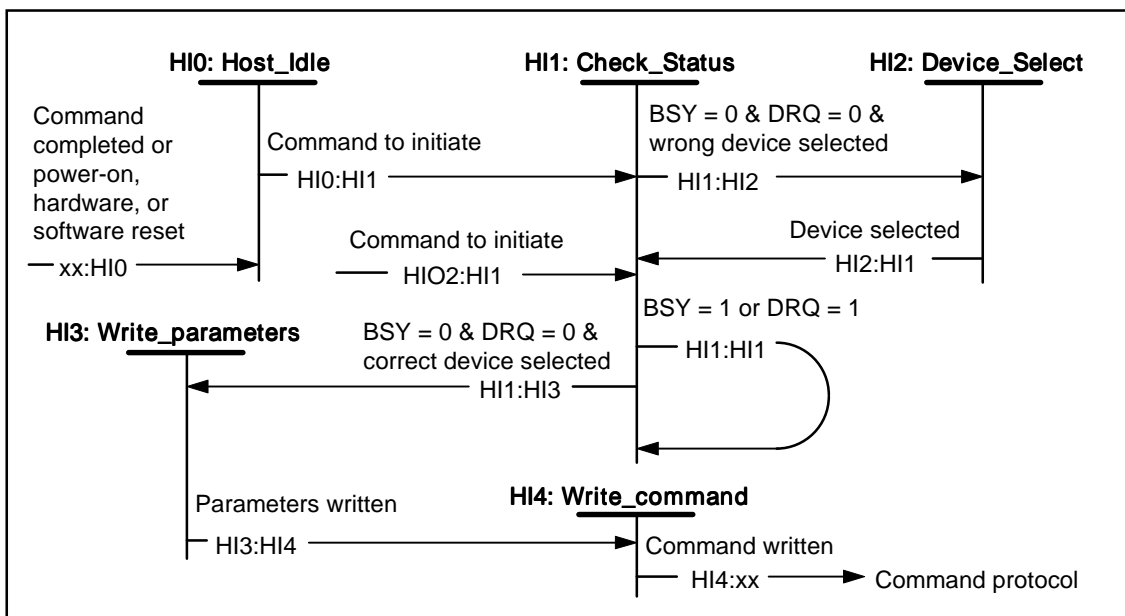 HI0: Host_Idle
HI1: Check_Status
HI2: Device_Select
Command
completed or
power-on,
hardware, or
software reset
xx:HI0
Command to initiate
HI0:HI1
BSY = 0 & DRQ = 0 &
wrong device selected
HI1:HI2
Command to initiate
HIO2:HI1
Device selected
HI2:HI1
HI3: Write_parameters
BSY = 0 & DRQ = 0 &
correct device selected
HI1:HI3
BSY = 1 or DRQ = 1
HI1:HI1
Parameters written
HI3:HI4
HI4: Write_command
Command written
HI4:xx
Command protocol